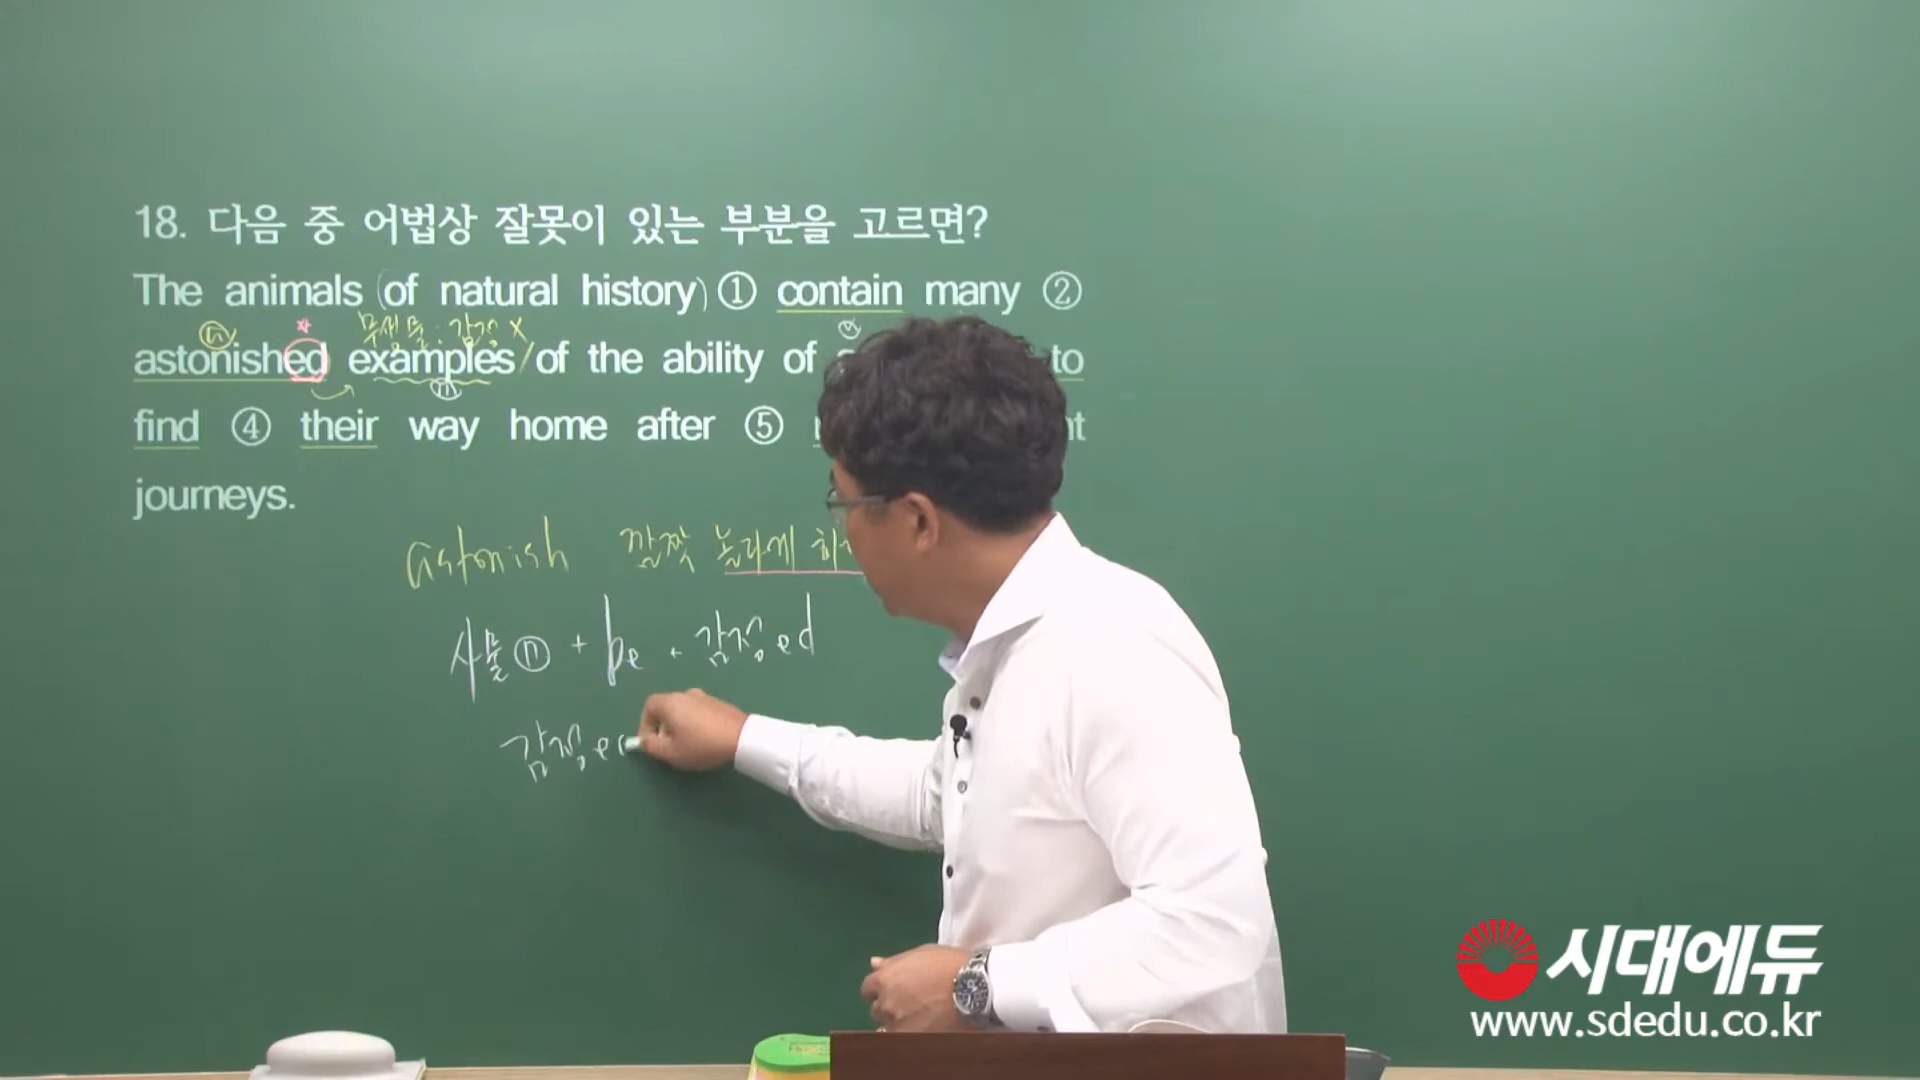 18. 다음 중 어법상 잘못이 있는 부분을 고르면?
The animals (of natural history) ① contain many ②
무생물: 감정 X
astonished examples / of the ability of to
find ④ their way home after ⑤
journeys.
astonish 깜짝 놀라게
사물 ⓝ + be + 감정ed
감정e
시대에듀
www.sdedu.co.kr